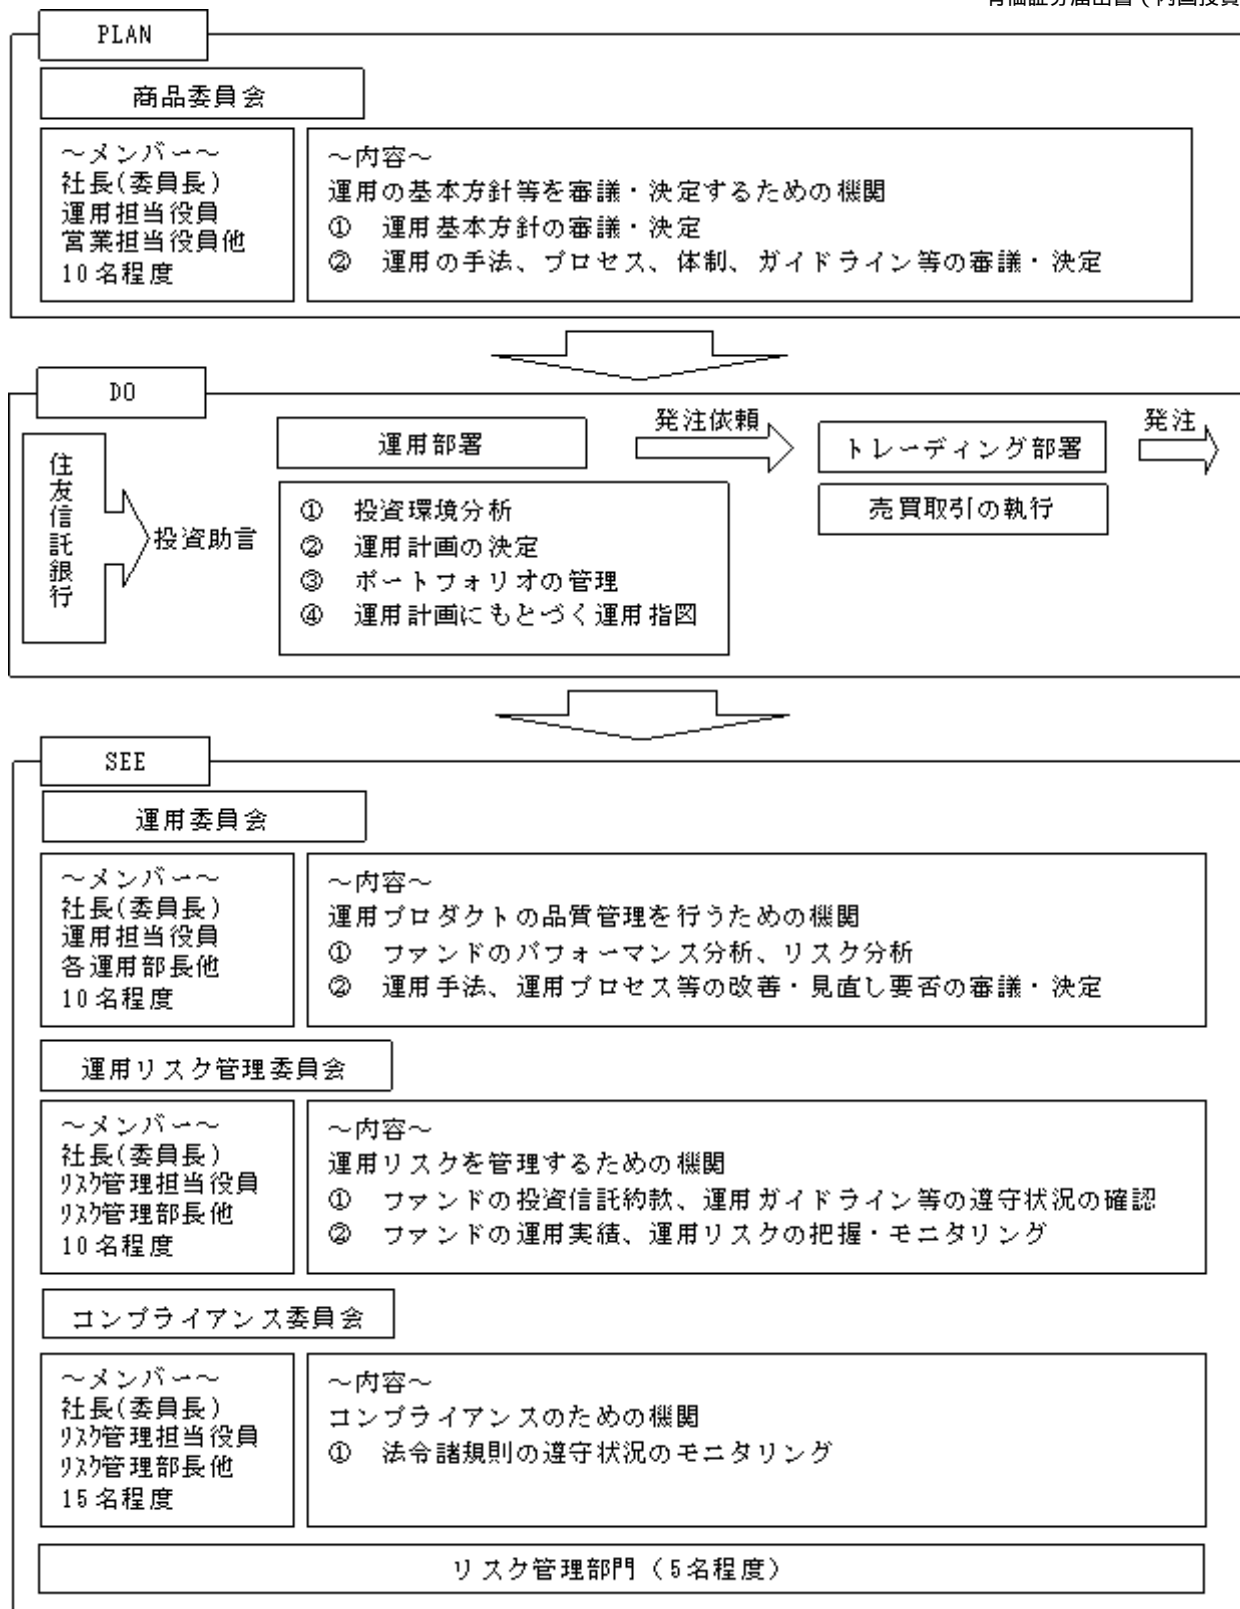 PLAN
商品委員会
～メンバー～
社長(委員長)
運用担当役員
営業担当役員他
10名程度
～内容～
運用の基本方針等を審議・決定するための機関
① 運用基本方針の審議・決定
② 運用の手法、プロセス、体制、ガイドライン等の審議・決定
DO
住友信託銀行
投資助言
運用部署
① 投資環境分析
② 運用計画の決定
③ ポートフォリオの管理
④ 運用計画にもとづく運用指図
発注依頼
トレーディング部署
売買取引の執行
発注
SEE
運用委員会
～メンバー～
社長(委員長)
運用担当役員
各運用部長他
10名程度
～内容～
運用プロダクトの品質管理を行うための機関
① ファンドのパフォーマンス分析、リスク分析
② 運用手法、運用プロセス等の改善・見直し要否の審議・決定
運用リスク管理委員会
～メンバー～
社長(委員長)
ﾘｽｸ管理担当役員
ﾘｽｸ管理部長他
10名程度
～内容～
運用リスクを管理するための機関
① ファンドの投資信託約款、運用ガイドライン等の遵守状況の確認
② ファンドの運用実績、運用リスクの把握・モニタリング
コンプライアンス委員会
～メンバー～
社長(委員長)
ﾘｽｸ管理担当役員
ﾘｽｸ管理部長他
15名程度
～内容～
コンプライアンスのための機関
① 法令諸規則の遵守状況のモニタリング
リスク管理部門（5名程度）